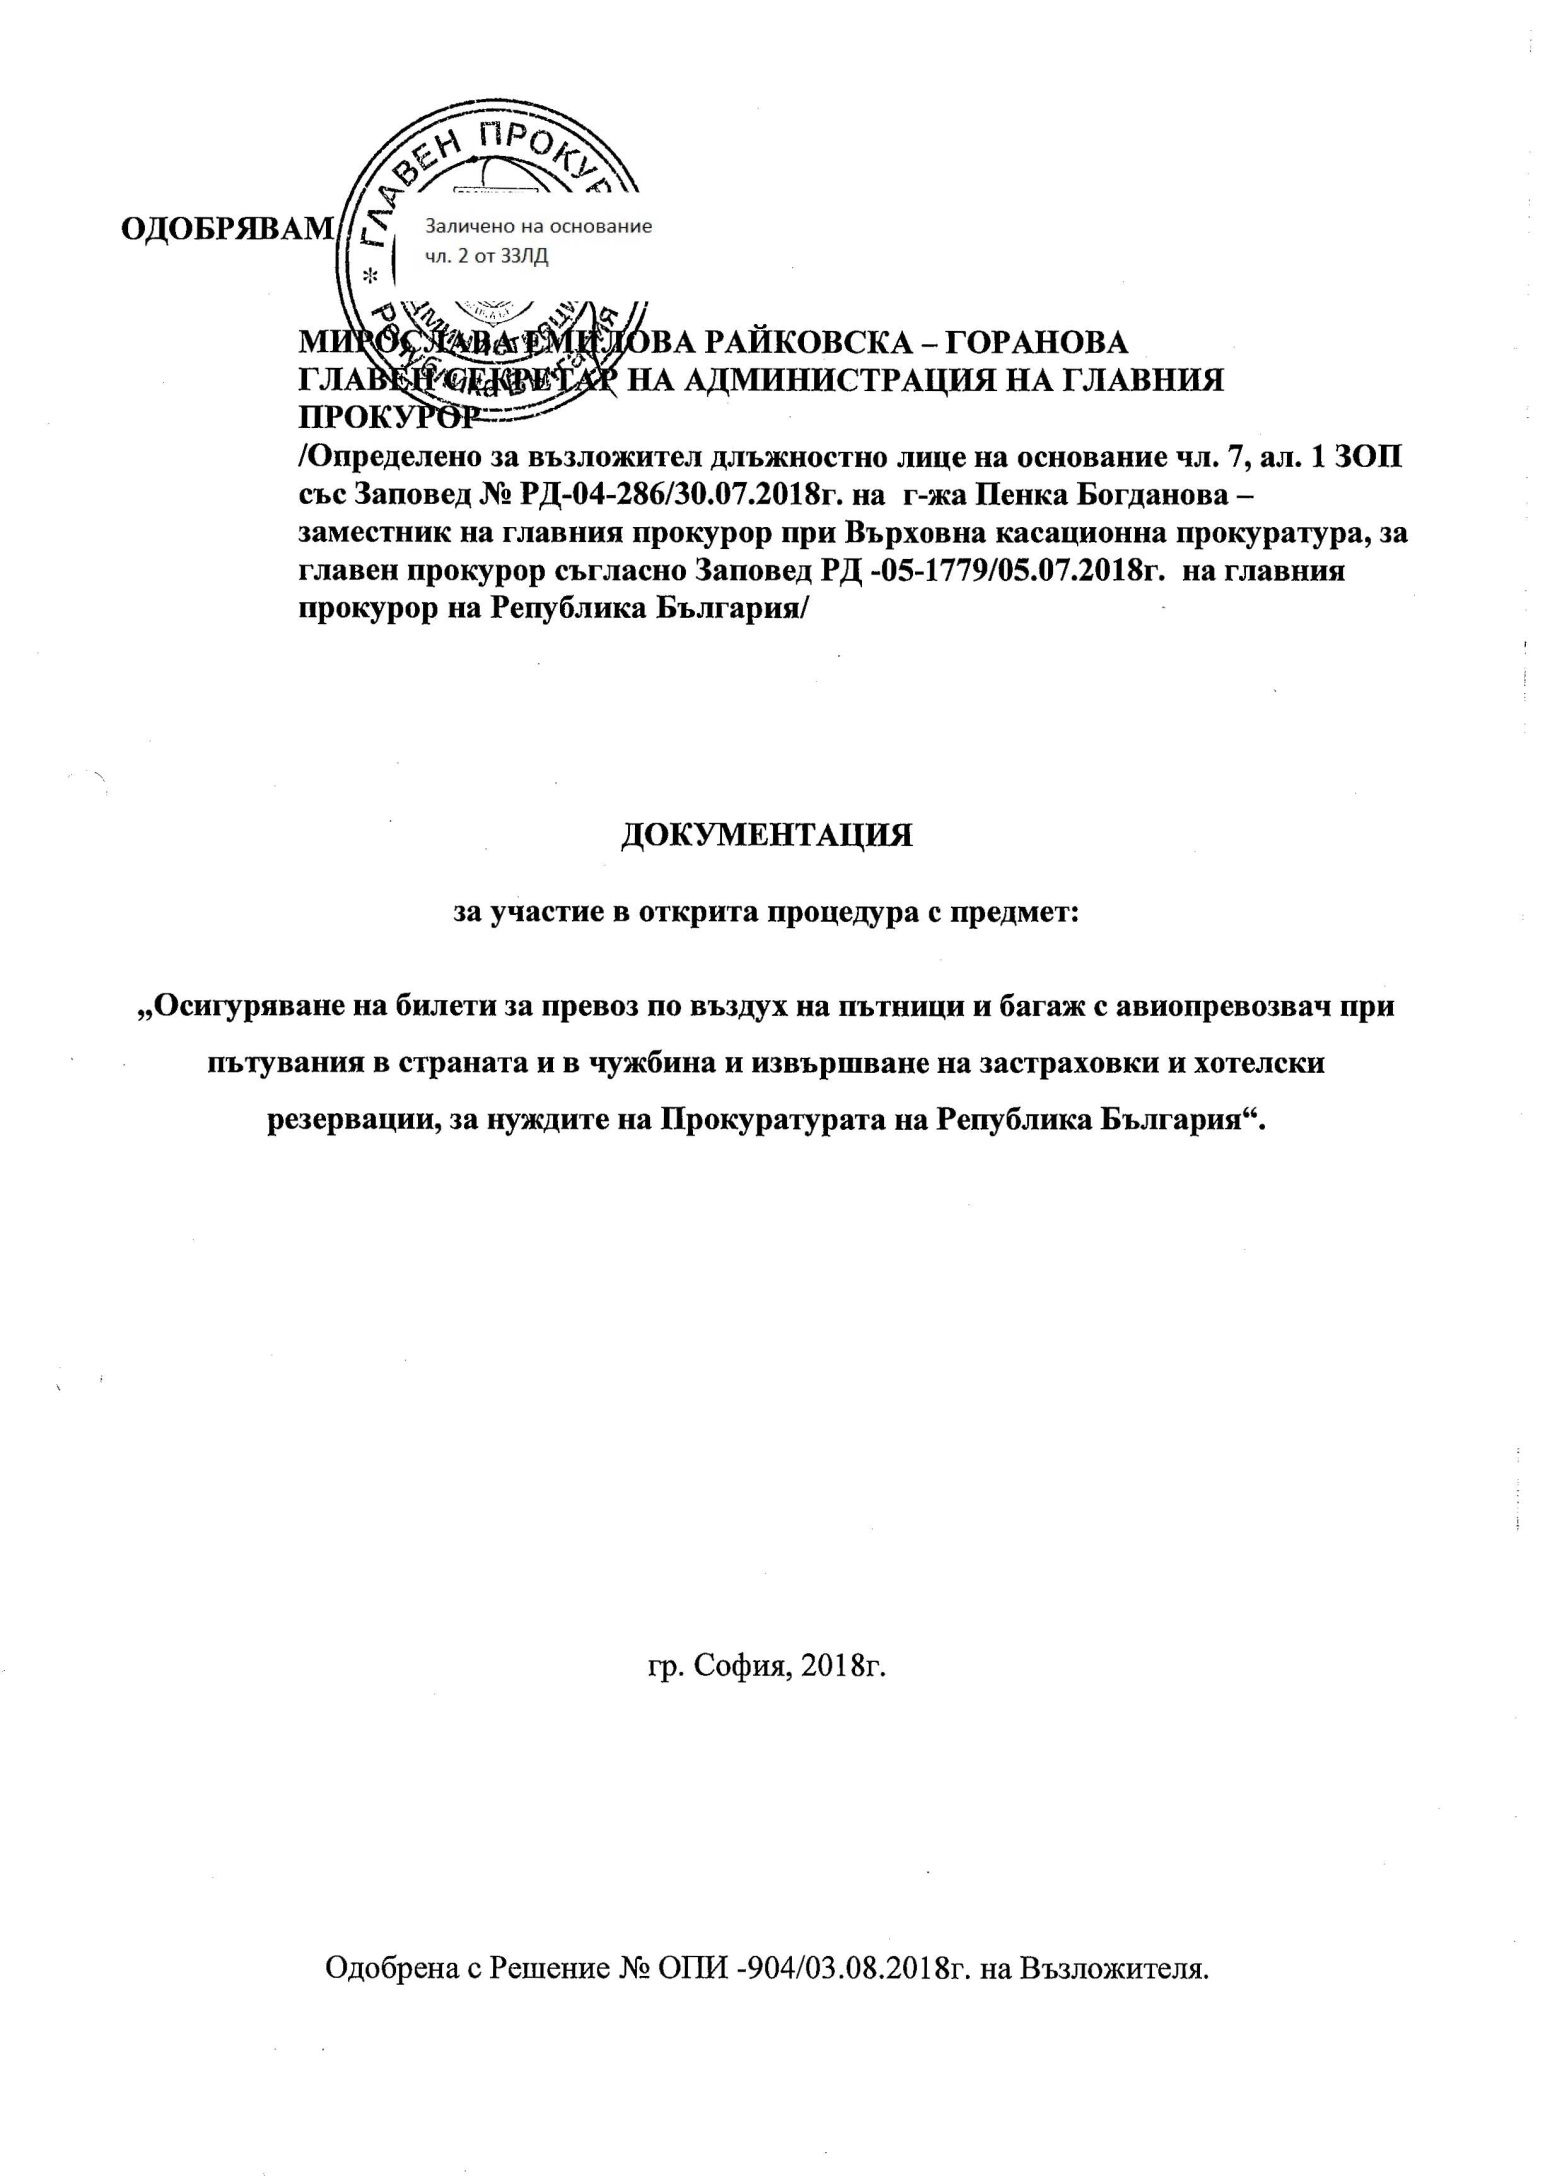 ГЛАВЕН ПРОКУР
ОДОБРЯВАМ
Заличено на основание
чл. 2 от ЗЗЛД
МИРОСЛАВА ЕМИЛОВА РАЙКОВСКА – ГОРАНОВА
ГЛАВЕН СЕКРЕТАР НА АДМИНИСТРАЦИЯ НА ГЛАВНИЯ
ПРОКУРОР
/Определено за възложител длъжностно лице на основание чл. 7, ал. 1 ЗОП
със Заповед № РД-04-286/30.07.2018г. на г-жа Пенка Богданова –
заместник на главния прокурор при Върховна касационна прокуратура, за
главен прокурор съгласно Заповед РД -05-1779/05.07.2018г. на главния
прокурор на Република България/
ДОКУМЕНТАЦИЯ
за участие в открита процедура с предмет:
„Осигуряване на билети за превоз по въздух на пътници и багаж с авиопревозвач при
пътувания в страната и в чужбина и извършване на застраховки и хотелски
резервации, за нуждите на Прокуратурата на Република България“.
гр. София, 2018г.
Одобрена с Решение № ОПИ -904/03.08.2018г. на Възложителя.